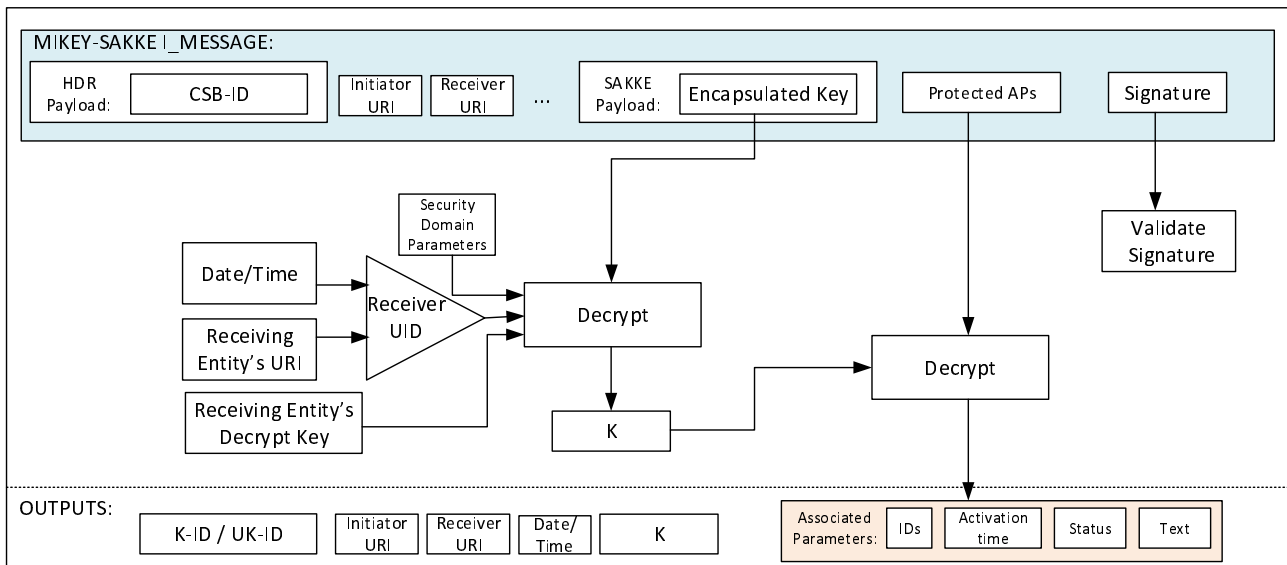 MIKEY-SAKKE I_MESSAGE:
HDR
Payload:
CSB-ID
Initiator
URI
Receiver
URI
...
SAKKE
Payload:
Encapsulated Key
Protected APs
Signature
Security
Domain
Parameters
Validate
Signature
Date/Time
Receiver
UID
Decrypt
Receiving
Entity’s URI
Decrypt
Receiving Entity’s
Decrypt Key
K
OUTPUTS:
K-ID / UK-ID
Initiator
URI
Receiver
URI
Date/
Time
K
Associated
Parameters:
IDs
Activation
time
Status
Text